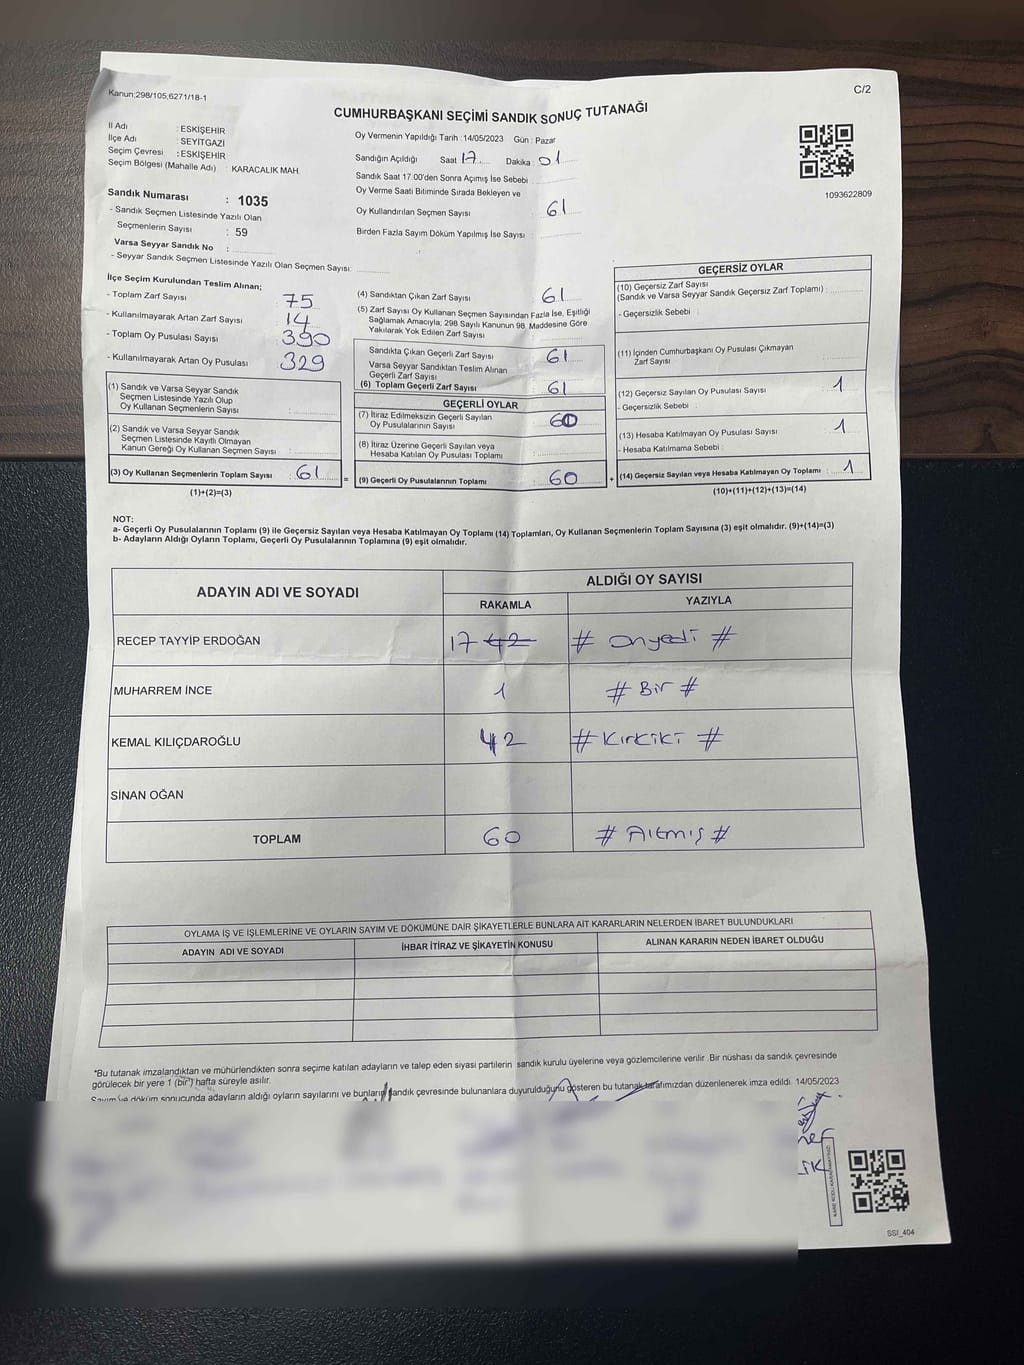 Kanun:298/105,6271/18-1
C/2
CUMHURBAŞKANI SEÇİMİ SANDIK SONUÇ TUTANAĞI
İl Adı : ESKİŞEHİR
İlçe Adı : SEYİTGAZİ
Seçim Çevresi : ESKİŞEHİR
Seçim Bölgesi (Mahalle Adı) : KARACALIK MAH.
Oy Vermenin Yapıldığı Tarih : 14/05/2023 Gün : Pazar
Sandığın Açıldığı Saat 17 Dakika : 01
Sandık Saat 17.00'den Sonra Açımış İse Sebebi :
Oy Verme Saati Bitiminde Sırada Bekleyen ve
Oy Kullandırılan Seçmen Sayısı : 61
Birden Fazla Sayım Döküm Yapılmış İse Sayısı :
1093622809
Sandık Numarası : 1035
- Sandık Seçmen Listesinde Yazılı Olan
Seçmenlerin Sayısı : 59
Varsa Seyyar Sandık No :
- Seyyar Sandık Seçmen Listesinde Yazılı Olan Seçmen Sayısı:
İlçe Seçim Kurulundan Teslim Alınan;
- Toplam Zarf Sayısı : 75
- Kullanılmayarak Artan Zarf Sayısı : 14
- Toplam Oy Pusulası Sayısı : 390
- Kullanılmayarak Artan Oy Pusulası : 329
(1) Sandık ve Varsa Seyyar Sandık
Seçmen Listesinde Yazılı Olup
Oy Kullanan Seçmenlerin Sayısı :
(2) Sandık ve Varsa Seyyar Sandık
Seçmen Listesinde Kayıtlı Olmayan
Kanun Gereği Oy Kullanan Seçmen Sayısı :
(3) Oy Kullanan Seçmenlerin Toplam Sayısı : 61
(1)+(2)=(3)
(4) Sandıktan Çıkan Zarf Sayısı : 61
(5) Zarf Sayısı Oy Kullanan Seçmen Sayısından Fazla İse, Eşitliği
Sağlamak Amacıyla; 298 Sayılı Kanunun 98. Maddesine Göre
Yakılarak Yok Edilen Zarf Sayısı :
Sandıkta Çıkan Geçerli Zarf Sayısı : 61
Varsa Seyyar Sandıktan Teslim Alınan
Geçerli Zarf Sayısı :
(6) Toplam Geçerli Zarf Sayısı : 61
GEÇERLİ OYLAR
(7) İtiraz Edilmeksizin Geçerli Sayılan
Oy Pusulalarının Sayısı : 60
(8) İtiraz Üzerine Geçerli Sayılan veya
Hesaba Katılan Oy Pusulası Toplamı :
= (9) Geçerli Oy Pusulalarının Toplamı : 60
GEÇERSİZ OYLAR
(10) Geçersiz Zarf Sayısı
(Sandık ve Varsa Seyyar Sandık Geçersiz Zarf Toplamı) :
- Geçersizlik Sebebi :
(11) İçinden Cumhurbaşkanı Oy Pusulası Çıkmayan
Zarf Sayısı :
(12) Geçersiz Sayılan Oy Pusulası Sayısı : 1
- Geçersizlik Sebebi :
(13) Hesaba Katılmayan Oy Pusulası Sayısı : 1
- Hesaba Katılmama Sebebi :
+ (14) Geçersiz Sayılan veya Hesaba Katılmayan Oy Toplamı : 1
(10)+(11)+(12)+(13)=(14)
NOT:
a- Geçerli Oy Pusulalarının Toplamı (9) ile Geçersiz Sayılan veya Hesaba Katılmayan Oy Toplamı (14) Toplamları, Oy Kullanan Seçmenlerin Toplam Sayısına (3) eşit olmalıdır. (9)+(14)=(3)
b- Adayların Aldığı Oyların Toplamı, Geçerli Oy Pusulalarının Toplamına (9) eşit olmalıdır.
ADAYIN ADI VE SOYADI
ALDIĞI OY SAYISI
RAKAMLA YAZIYLA
RECEP TAYYİP ERDOĞAN 17 42 # onyedi #
MUHARREM İNCE 1 # Bir #
KEMAL KILIÇDAROĞLU 42 # Kırkiki #
SİNAN OĞAN
TOPLAM 60 # Altmış #
OYLAMA İŞ VE İŞLEMLERİNE VE OYLARIN SAYIM VE DÖKÜMÜNE DAİR ŞİKAYETLERLE BUNLARA AİT KARARLARIN NELERDEN İBARET BULUNDUKLARI
ADAYIN ADI VE SOYADI İHBAR İTİRAZ VE ŞİKAYETİN KONUSU ALINAN KARARIN NEDEN İBARET OLDUĞU
*Bu tutanak imzalandıktan ve mühürlendikten sonra seçime katılan adayların ve talep eden siyasi partilerin sandık kurulu üyelerine veya gözlemcilerine verilir .Bir nüshası da sandık çevresinde
görülecek bir yere 1 (bir) hafta süreyle asılır.
Sayım ve döküm sonucunda adayların aldığı oyların sayılarını ve bunların sandık çevresinde bulunanlara duyurulduğunu gösteren bu tutanak tarafımızdan düzenlenerek imza edildi. 14/05/2023
SSI_404